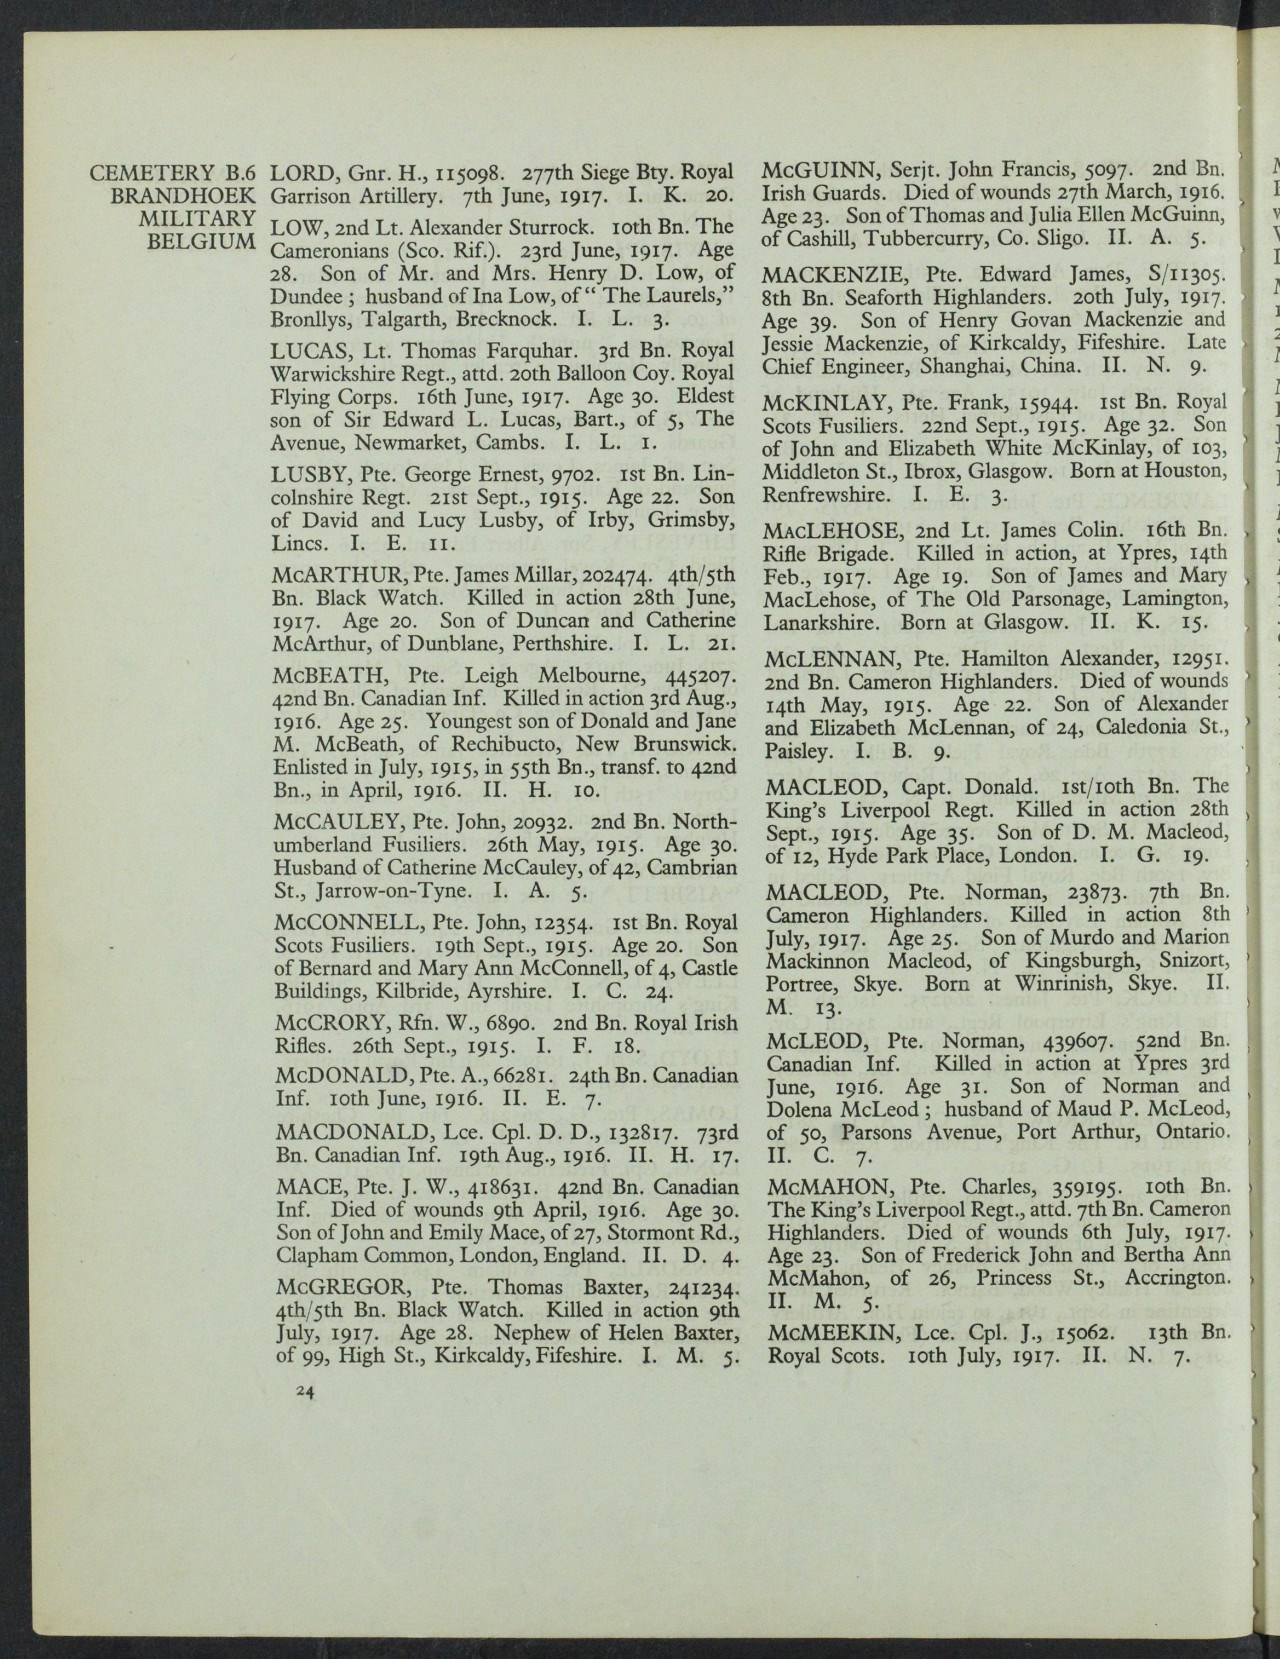 CEMETERY B.6
BRANDHOEK
MILITARY
BELGIUM
LORD, Gnr. H., 115098. 277th Siege Bty. Royal
Garrison Artillery. 7th June, 1917. I. K. 20.
LOW, 2nd Lt. Alexander Sturrock. 10th Bn. The
Cameronians (Sco. Rif.). 23rd June, 1917. Age
28. Son of Mr. and Mrs. Henry D. Low, of
Dundee ; husband of Ina Low, of " The Laurels,"
Bronllys, Talgarth, Brecknock. I. L. 3.
LUCAS, Lt. Thomas Farquhar. 3rd Bn. Royal
Warwickshire Regt., attd. 20th Balloon Coy. Royal
Flying Corps. 16th June, 1917. Age 30. Eldest
son of Sir Edward L. Lucas, Bart., of 5, The
Avenue, Newmarket, Cambs. I. L. 1.
LUSBY, Pte. George Ernest, 9702. 1st Bn. Lin-
colnshire Regt. 21st Sept., 1915. Age 22. Son
of David and Lucy Lusby, of Irby, Grimsby,
Lincs. I. E. 11.
McARTHUR, Pte. James Millar, 202474. 4th/5th
Bn. Black Watch. Killed in action 28th June,
1917. Age 20. Son of Duncan and Catherine
McArthur, of Dunblane, Perthshire. I. L. 21.
McBEATH, Pte. Leigh Melbourne, 445207.
42nd Bn. Canadian Inf. Killed in action 3rd Aug.,
1916. Age 25. Youngest son of Donald and Jane
M. McBeath, of Rechibucto, New Brunswick.
Enlisted in July, 1915, in 55th Bn., transf. to 42nd
Bn., in April, 1916. II. H. 10.
McCAULEY, Pte. John, 20932. 2nd Bn. North-
umberland Fusiliers. 26th May, 1915. Age 30.
Husband of Catherine McCauley, of 42, Cambrian
St., Jarrow-on-Tyne. I. A. 5.
McCONNELL, Pte. John, 12354. 1st Bn. Royal
Scots Fusiliers. 19th Sept., 1915. Age 20. Son
of Bernard and Mary Ann McConnell, of 4, Castle
Buildings, Kilbride, Ayrshire. I. C. 24.
McCRORY, Rfn. W., 6890. 2nd Bn. Royal Irish
Rifles. 26th Sept., 1915. I. F. 18.
McDONALD, Pte. A., 66281. 24th Bn. Canadian
Inf. 10th June, 1916. II. E. 7.
MACDONALD, Lce. Cpl. D. D., 132817. 73rd
Bn. Canadian Inf. 19th Aug., 1916. II. H. 17.
MACE, Pte. J. W., 418631. 42nd Bn. Canadian
Inf. Died of wounds 9th April, 1916. Age 30.
Son of John and Emily Mace, of 27, Stormont Rd.,
Clapham Common, London, England. II. D. 4.
McGREGOR, Pte. Thomas Baxter, 241234.
4th/5th Bn. Black Watch. Killed in action 9th
July, 1917. Age 28. Nephew of Helen Baxter,
of 99, High St., Kirkcaldy, Fifeshire. I. M. 5.
24
McGUINN, Serjt. John Francis, 5097. 2nd Bn.
Irish Guards. Died of wounds 27th March, 1916.
Age 23. Son of Thomas and Julia Ellen McGuinn,
of Cashill, Tubbercurry, Co. Sligo. II. A. 5.
MACKENZIE, Pte. Edward James, S/11305.
8th Bn. Seaforth Highlanders. 20th July, 1917.
Age 39. Son of Henry Govan Mackenzie and
Jessie Mackenzie, of Kirkcaldy, Fifeshire. Late
Chief Engineer, Shanghai, China. II. N. 9.
McKINLAY, Pte. Frank, 15944. 1st Bn. Royal
Scots Fusiliers. 22nd Sept., 1915. Age 32. Son
of John and Elizabeth White McKinlay, of 103,
Middleton St., Ibrox, Glasgow. Born at Houston,
Renfrewshire. I. E. 3.
MACLEHOSE, 2nd Lt. James Colin. 16th Bn.
Rifle Brigade. Killed in action, at Ypres, 14th
Feb., 1917. Age 19. Son of James and Mary
MacLehose, of The Old Parsonage, Lamington,
Lanarkshire. Born at Glasgow. II. K. 15.
McLENNAN, Pte. Hamilton Alexander, 12951.
2nd Bn. Cameron Highlanders. Died of wounds
14th May, 1915. Age 22. Son of Alexander
and Elizabeth McLennan, of 24, Caledonia St.,
Paisley. I. B. 9.
MACLEOD, Capt. Donald. 1st/10th Bn. The
King's Liverpool Regt. Killed in action 28th
Sept., 1915. Age 35. Son of D. M. Macleod,
of 12, Hyde Park Place, London. I. G. 19.
MACLEOD, Pte. Norman, 23873. 7th Bn.
Cameron Highlanders. Killed in action 8th
July, 1917. Age 25. Son of Murdo and Marion
Mackinnon Macleod, of Kingsburgh, Snizort,
Portree, Skye. Born at Winrinish, Skye. II.
M. 13.
McLEOD, Pte. Norman, 439607. 52nd Bn.
Canadian Inf. Killed in action at Ypres 3rd
June, 1916. Age 31. Son of Norman and
Dolena McLeod ; husband of Maud P. McLeod,
of 50, Parsons Avenue, Port Arthur, Ontario.
II. C. 7.
McMAHON, Pte. Charles, 359195. 10th Bn.
The King's Liverpool Regt., attd. 7th Bn. Cameron
Highlanders. Died of wounds 6th July, 1917.
Age 23. Son of Frederick John and Bertha Ann
McMahon, of 26, Princess St., Accrington.
II. M. 5.
McMEEKIN, Lce. Cpl. J., 15062. 13th Bn.
Royal Scots. 10th July, 1917. II. N. 7.